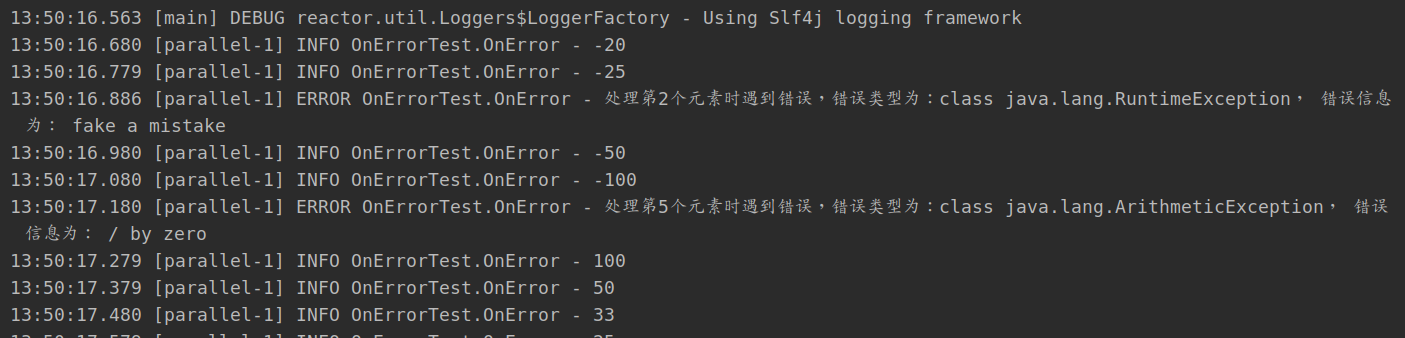 13:50:16.563 [main] DEBUG reactor.util.Loggers$LoggerFactory - Using Slf4j logging framework
13:50:16.680 [parallel-1] INFO OnErrorTest.OnError - -20
13:50:16.779 [parallel-1] INFO OnErrorTest.OnError - -25
13:50:16.886 [parallel-1] ERROR OnErrorTest.OnError - 处理第2个元素时遇到错误，错误类型为：class java.lang.RuntimeException， 错误信息
为： fake a mistake
13:50:16.980 [parallel-1] INFO OnErrorTest.OnError - -50
13:50:17.080 [parallel-1] INFO OnErrorTest.OnError - -100
13:50:17.180 [parallel-1] ERROR OnErrorTest.OnError - 处理第5个元素时遇到错误，错误类型为：class java.lang.ArithmeticException， 错误
信息为： / by zero
13:50:17.279 [parallel-1] INFO OnErrorTest.OnError - 100
13:50:17.379 [parallel-1] INFO OnErrorTest.OnError - 50
13:50:17.480 [parallel-1] INFO OnErrorTest.OnError - 33